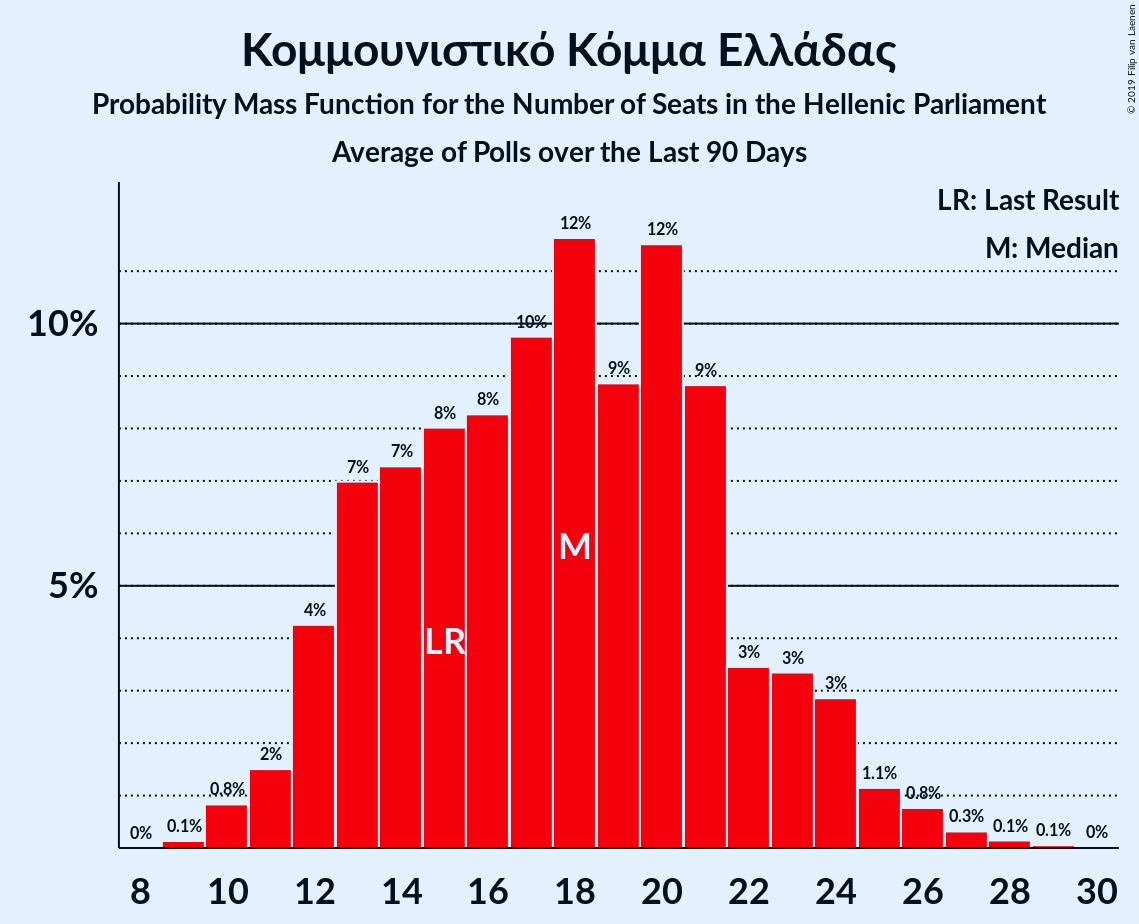 Κομμουνιστικό Κόμμα Ελλάδας
Probability Mass Function for the Number of Seats in the Hellenic Parliament
Average of Polls over the Last 90 Days
© 2019 Filip van Laenen
LR: Last Result
M: Median
10%
5%
0%
0.1%
0.8%
2%
4%
7%
7%
8%
8%
10%
12%
9%
12%
9%
3%
3%
3%
1.1%
0.8%
0.3%
0.1%
0.1%
0%
LR
M
8 10 12 14 16 18 20 22 24 26 28 30